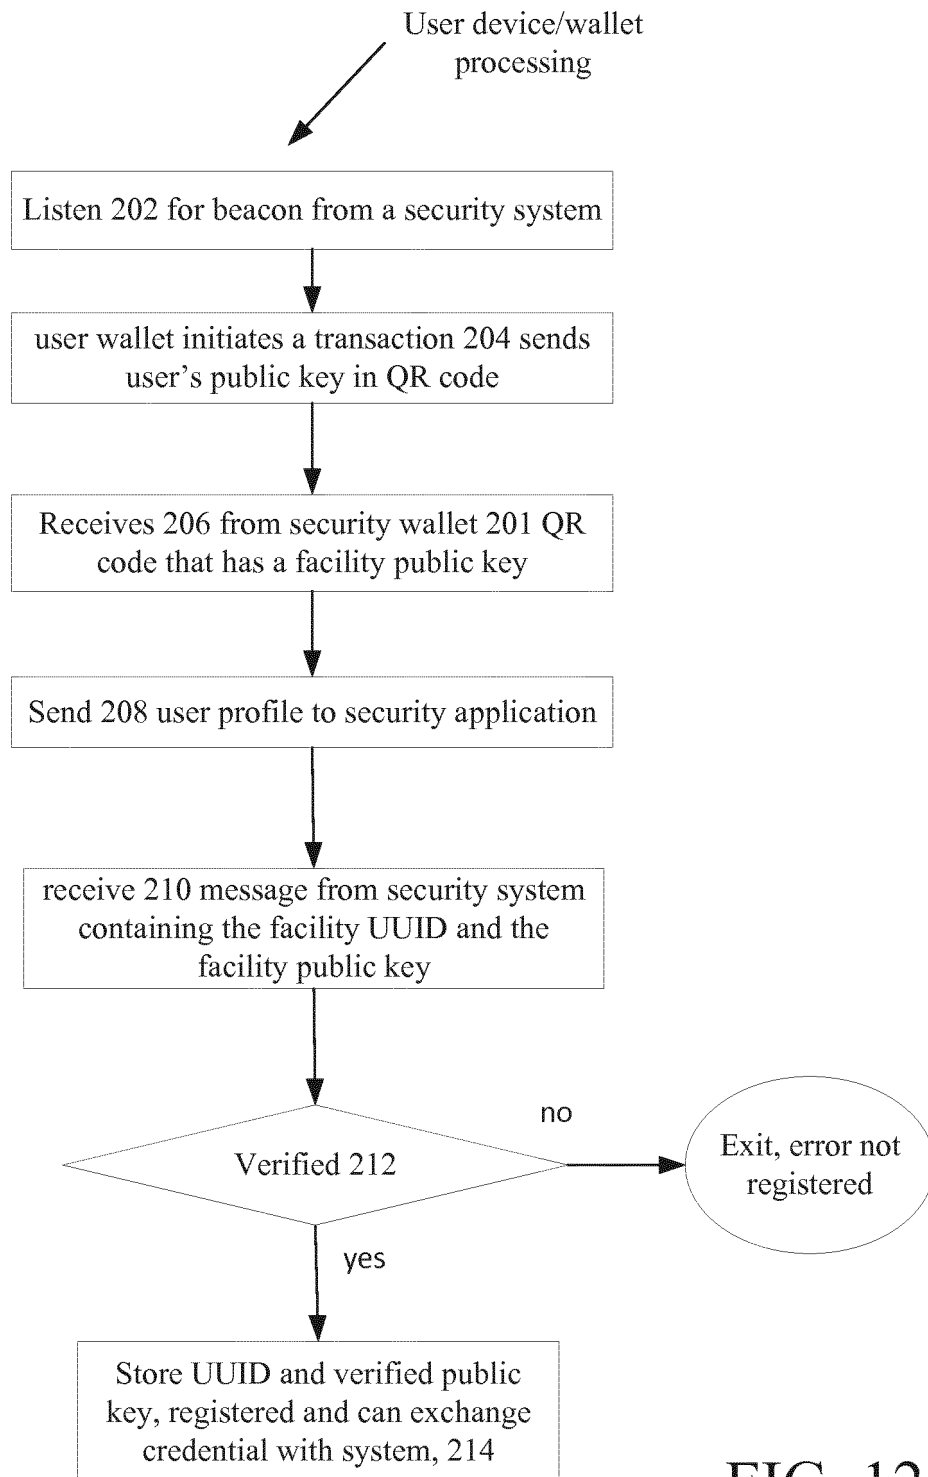 User device/wallet
processing
Listen 202 for beacon from a security system
user wallet initiates a transaction 204 sends
user's public key in QR code
Receives 206 from security wallet 201 QR
code that has a facility public key
Send 208 user profile to security application
receive 210 message from security system
containing the facility UUID and the
facility public key
Verified 212
no
Exit, error not
registered
yes
Store UUID and verified public
key, registered and can exchange
credential with system, 214
FIG. 12